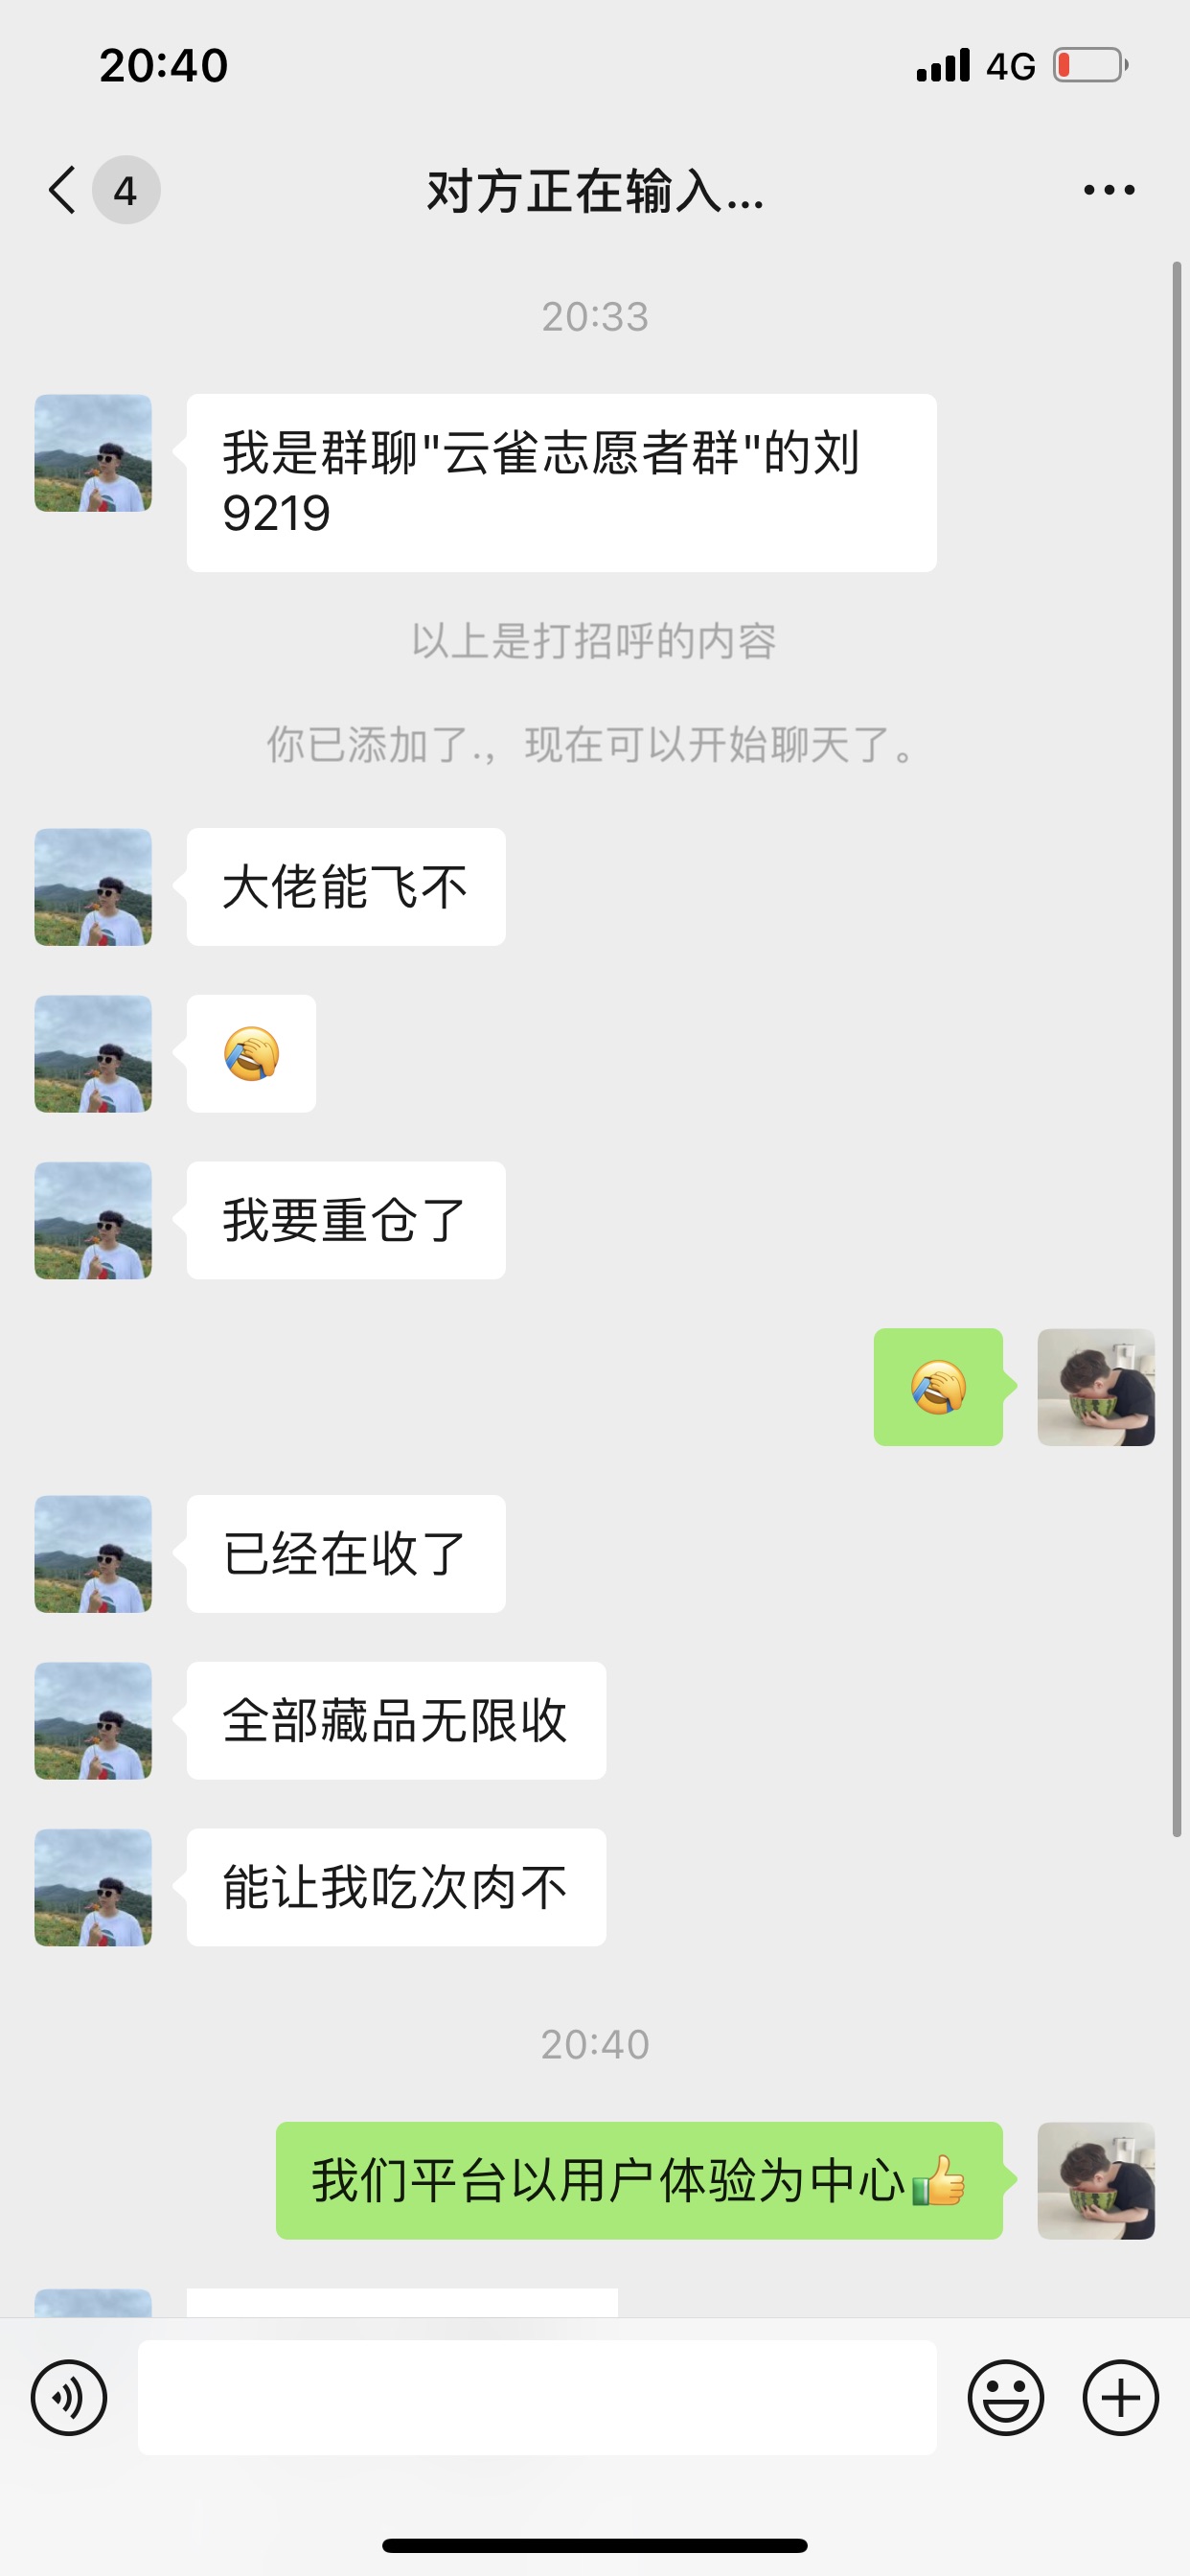 20:40
4G
4
对方正在输入...
20:33
我是群聊"云雀志愿者群"的刘
9219
以上是打招呼的内容
你已添加了.，现在可以开始聊天了。
大佬能飞不
🤣
我要重仓了
🤣
已经在收了
全部藏品无限收
能让我吃次肉不
20:40
我们平台以用户体验为中心👍